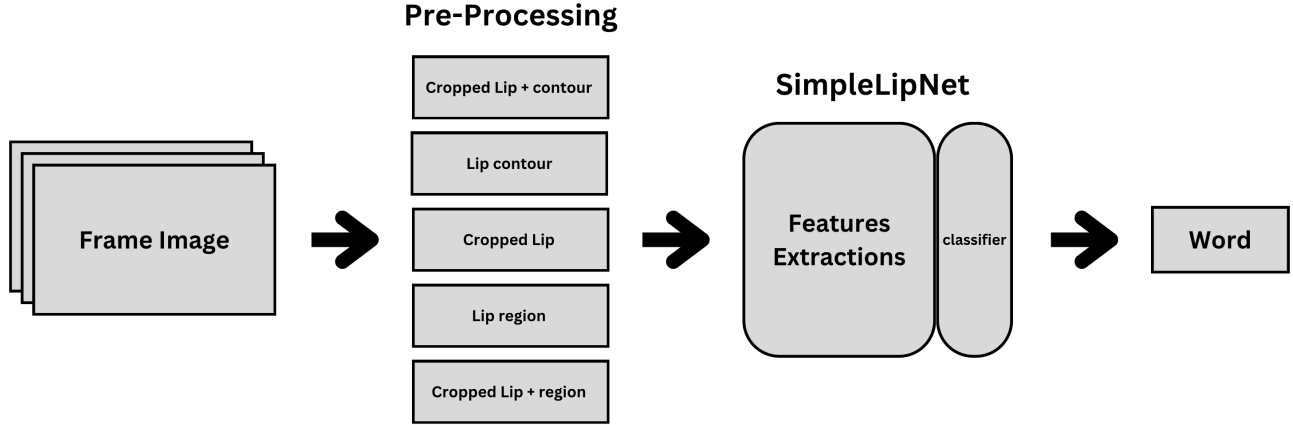 Pre-Processing
Frame Image
Cropped Lip + contour
Lip contour
Cropped Lip
Lip region
Cropped Lip + region
SimpleLipNet
Features
Extractions
classifier
Word